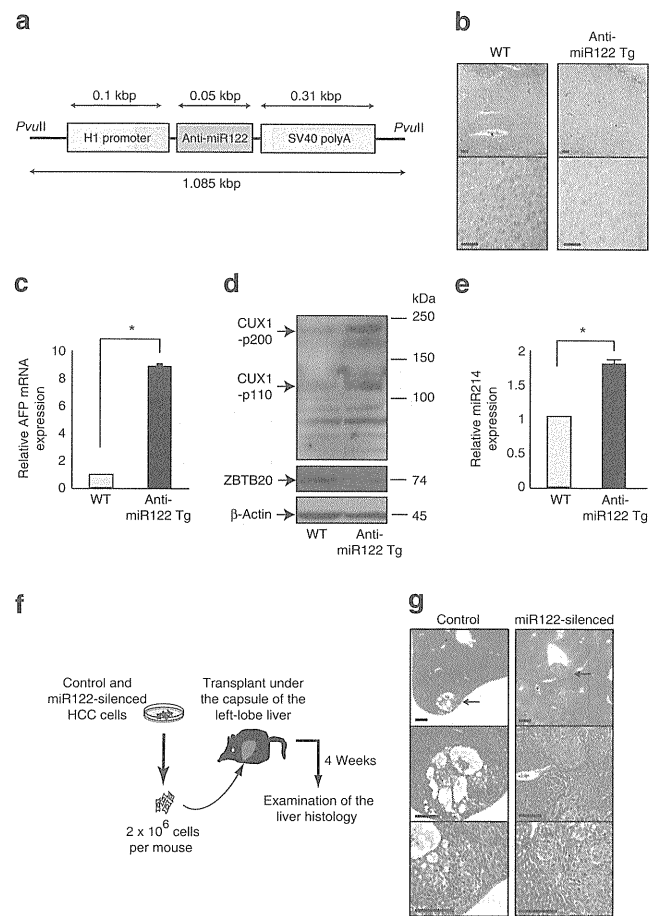 a
0.1 kbp
0.05 kbp
0.31 kbp
PvuII
H1 promoter
Anti-miR122
SV40 polyA
PvuII
1.085 kbp
b
WT
Anti-
miR122 Tg
c
Relative AFP mRNA
expression
10
8
6
4
2
0
*
WT
Anti-
miR122 Tg
d
kDa
CUX1
-p200
CUX1
-p110
250
150
100
ZBTB20
74
β-Actin
45
WT
Anti-
miR122 Tg
e
Relative miR214
expression
2
1.5
1
0.5
0
*
WT
Anti-
miR122 Tg
f
Control and
miR122-silenced
HCC cells
Transplant under
the capsule of the
left-lobe liver
4 Weeks
2 x 10⁶ cells
per mouse
Examination of the
liver histology
g
Control
miR122-silenced